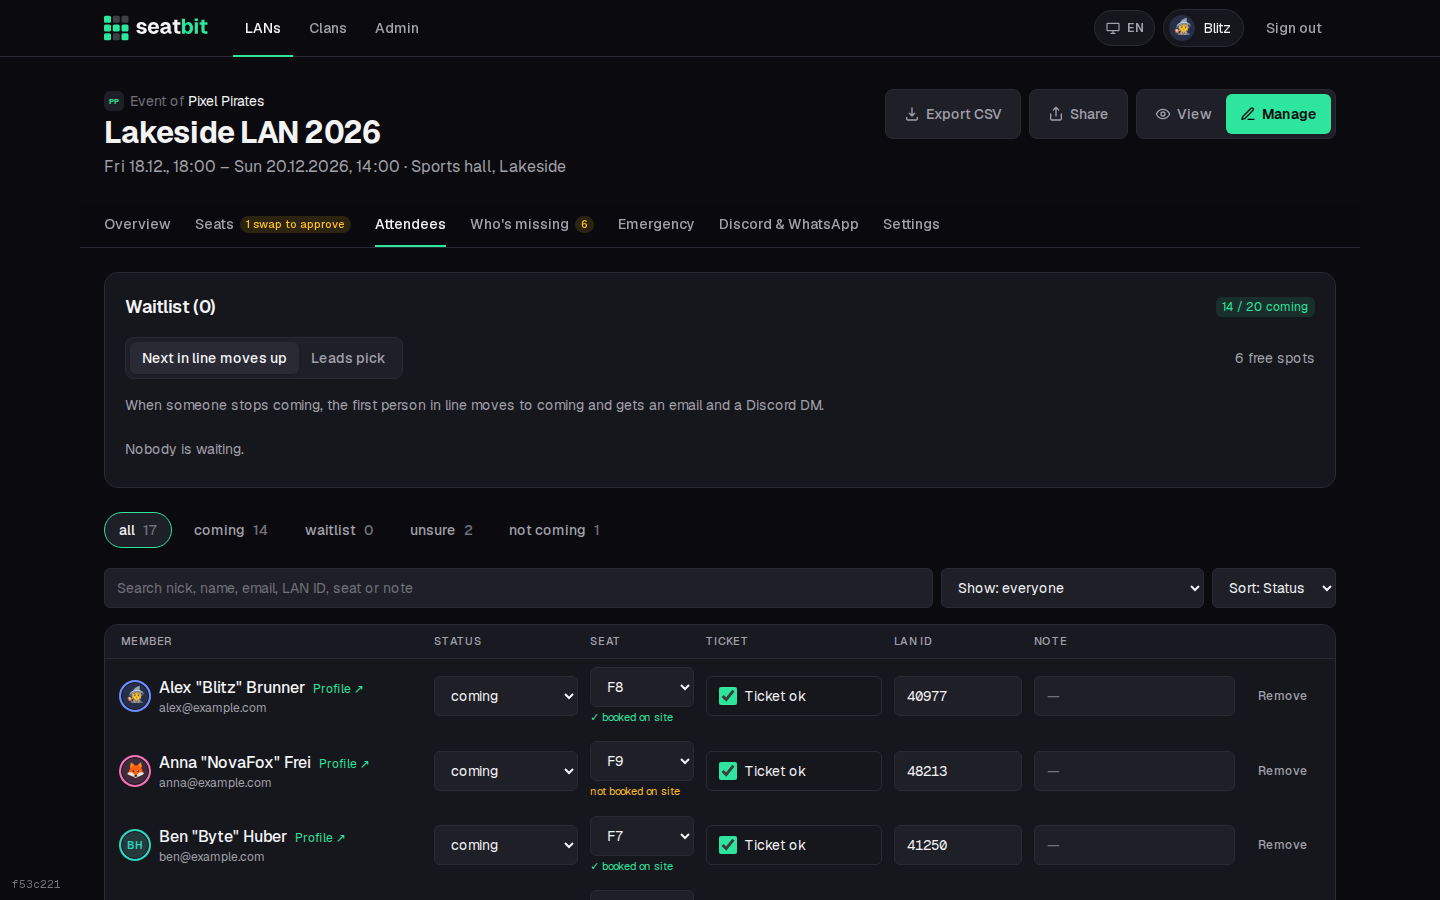 seatbit LANs Clans Admin EN Blitz Sign out
PP Event of Pixel Pirates
Lakeside LAN 2026
Fri 18.12., 18:00 – Sun 20.12.2026, 14:00 · Sports hall, Lakeside
Export CSV Share View Manage
Overview Seats 1 swap to approve Attendees Who's missing 6 Emergency Discord & WhatsApp Settings
Waitlist (0) 14 / 20 coming
Next in line moves up Leads pick 6 free spots
When someone stops coming, the first person in line moves to coming and gets an email and a Discord DM.
Nobody is waiting.
all 17 coming 14 waitlist 0 unsure 2 not coming 1
Search nick, name, email, LAN ID, seat or note Show: everyone Sort: Status
MEMBER STATUS SEAT TICKET LAN ID NOTE
Alex "Blitz" Brunner Profile ↗ coming F8 Ticket ok 40977 — Remove
alex@example.com ✓ booked on site
Anna "NovaFox" Frei Profile ↗ coming F9 Ticket ok 48213 — Remove
anna@example.com not booked on site
BH Ben "Byte" Huber Profile ↗ coming F7 Ticket ok 41250 — Remove
ben@example.com ✓ booked on site
f53c221